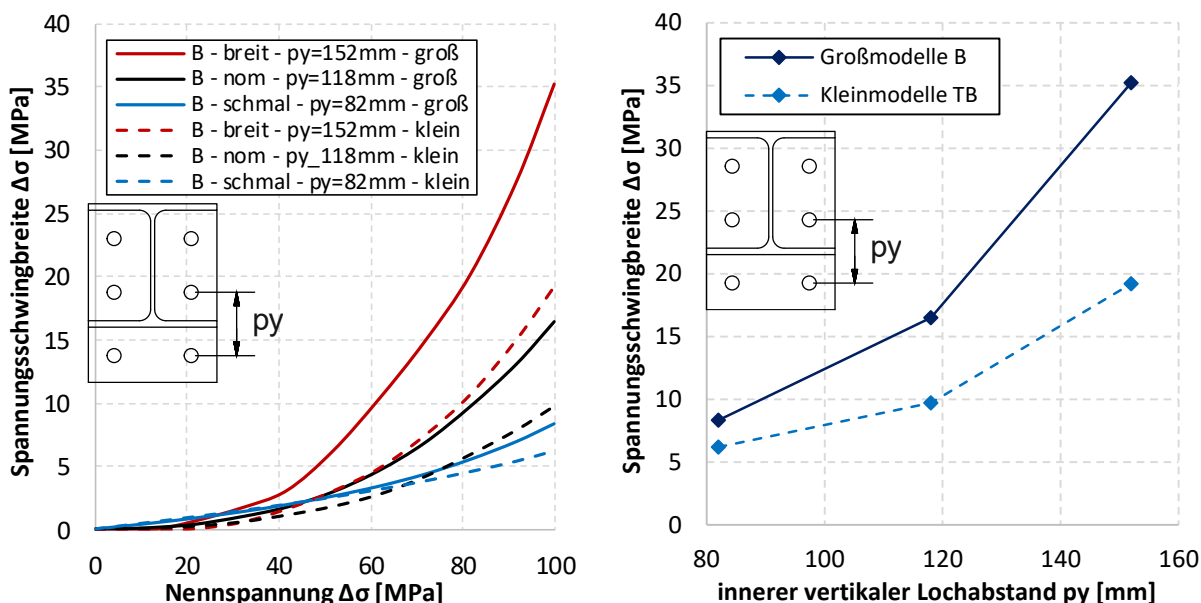 Spannungsschwingbreite Δσ [MPa]
40
35
30
25
20
15
10
5
0
B - breit - py=152mm - groß
B - nom - py=118mm - groß
B - schmal - py=82mm - groß
B - breit - py=152mm - klein
B - nom - py_118mm - klein
B - schmal - py=82mm - klein
py
0 20 40 60 80 100
Nennspannung Δσ [MPa]
Spannungsschwingbreite Δσ [MPa]
40
35
30
25
20
15
10
5
0
Großmodelle B
Kleinmodelle TB
py
80 100 120 140 160
innerer vertikaler Lochabstand py [mm]